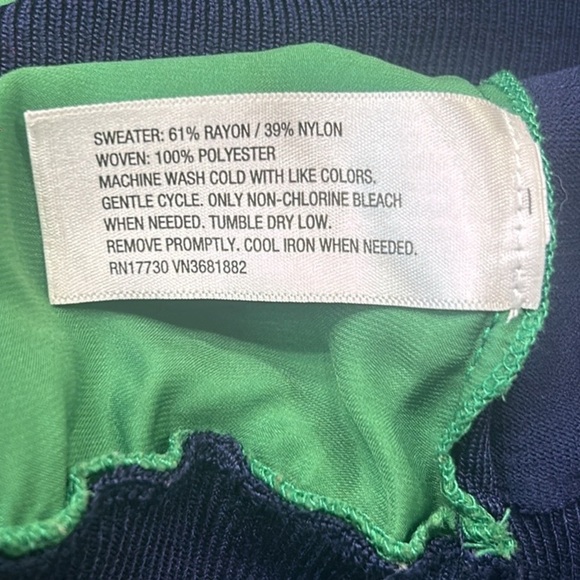 SWEATER: 61% RAYON / 39% NYLON
WOVEN: 100% POLYESTER
MACHINE WASH COLD WITH LIKE COLORS.
GENTLE CYCLE. ONLY NON-CHLORINE BLEACH
WHEN NEEDED. TUMBLE DRY LOW.
REMOVE PROMPTLY. COOL IRON WHEN NEEDED.
RN17730 VN3681882